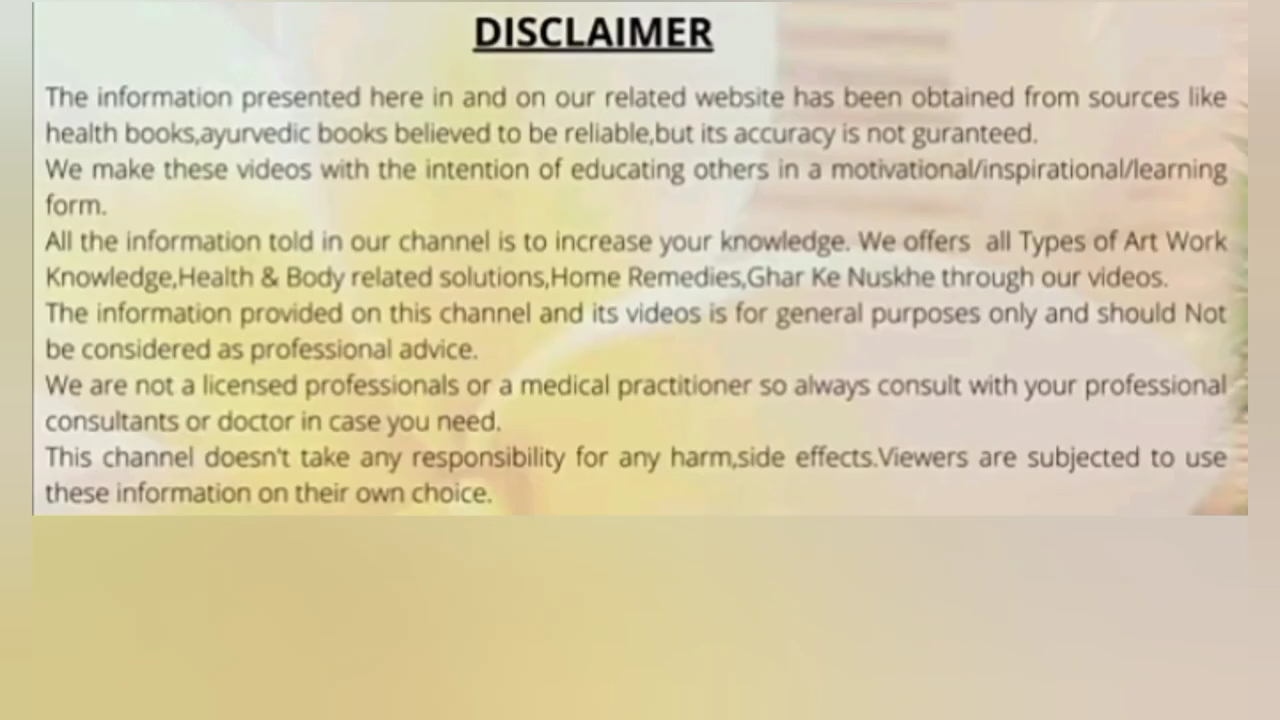 DISCLAIMER
The information presented here in and on our related website has been obtained from sources like
health books,ayurvedic books believed to be reliable,but its accuracy is not guranteed.
We make these videos with the intention of educating others in a motivational/inspirational/learning
form.
All the information told in our channel is to increase your knowledge. We offers  all Types of Art Work
Knowledge,Health & Body related solutions,Home Remedies,Ghar Ke Nuskhe through our videos.
The information provided on this channel and its videos is for general purposes only and should Not
be considered as professional advice.
We are not a licensed professionals or a medical practitioner so always consult with your professional
consultants or doctor in case you need.
This channel doesn't take any responsibility for any harm,side effects.Viewers are subjected to use
these information on their own choice.